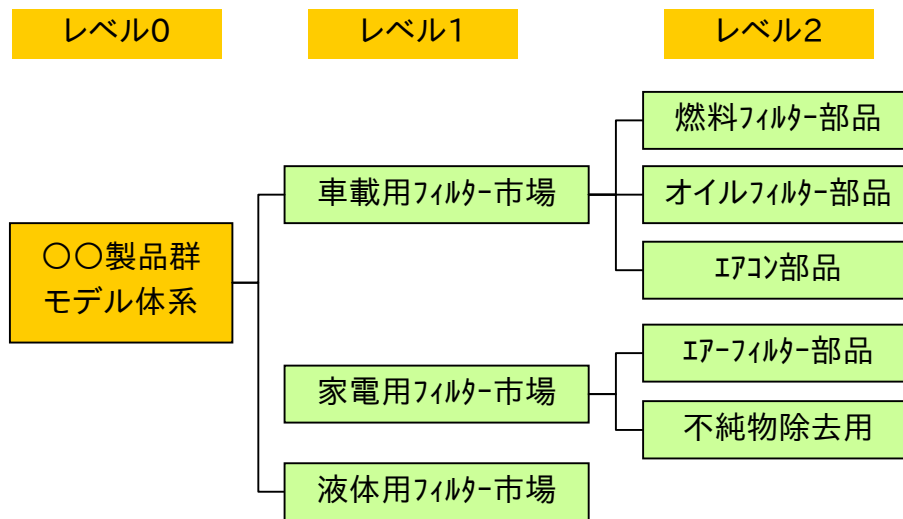 レベル0
レベル1
レベル2
燃料ﾌｨﾙﾀｰ部品
車載用ﾌｨﾙﾀｰ市場
オイルﾌｨﾙﾀｰ部品
〇〇製品群
モデル体系
ｴｱｺﾝ部品
ｴｱｰﾌｨﾙﾀｰ部品
家電用ﾌｨﾙﾀｰ市場
不純物除去用
液体用ﾌｨﾙﾀｰ市場